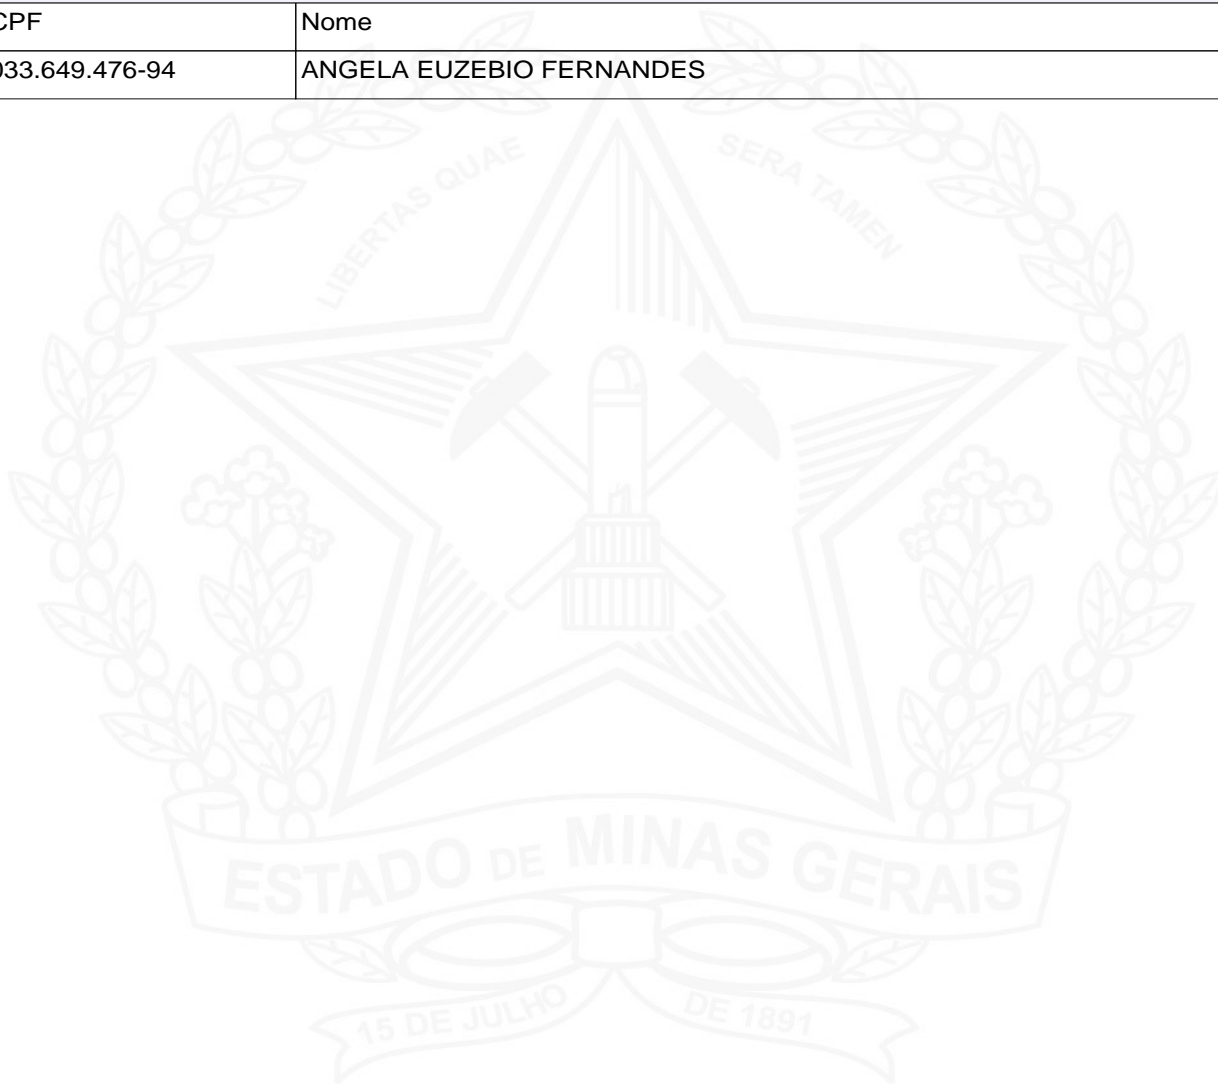 CPF Nome
033.649.476-94 ANGELA EUZEBIO FERNANDES
LIBERTAS QUAE SERA TAMEN
ESTADO DE MINAS GERAIS
15 DE JULHO DE 1891